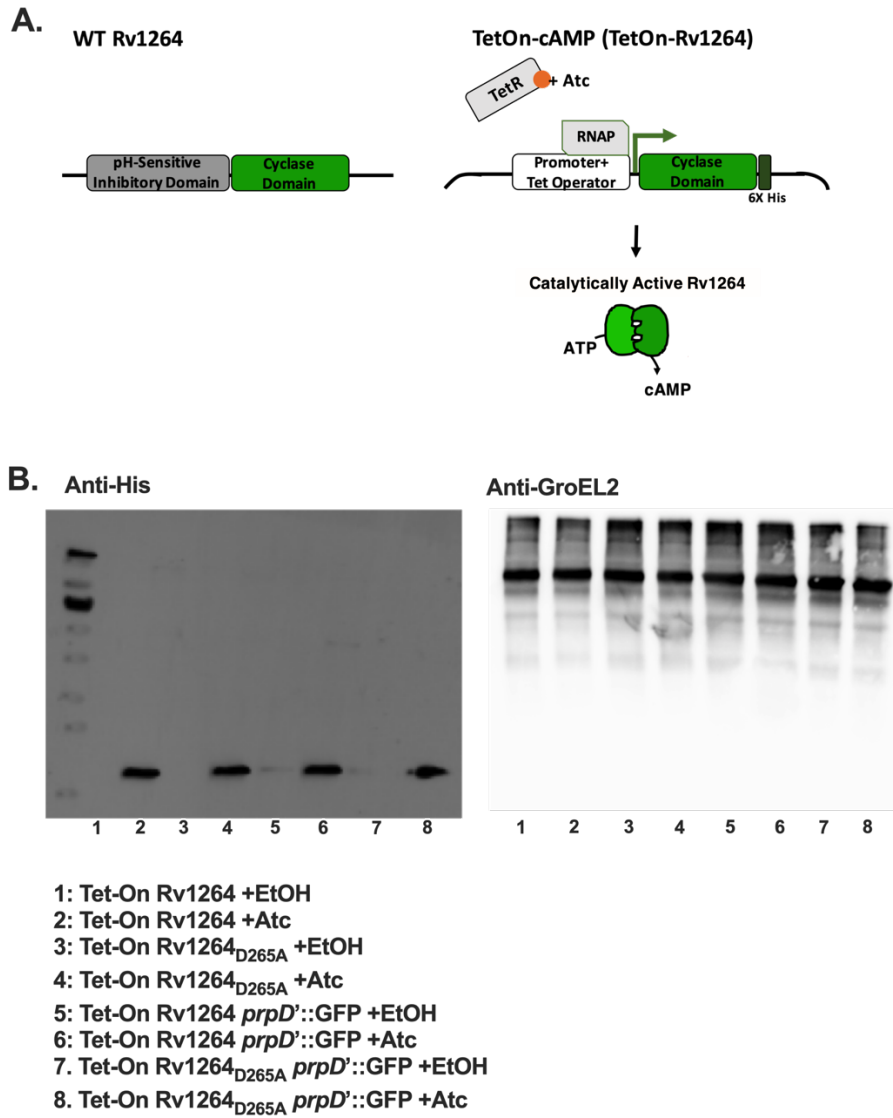 A.
WT Rv1264
TetOn-cAMP (TetOn-Rv1264)
TetR
+ Atc
RNAP
pH-Sensitive
Inhibitory Domain
Cyclase
Domain
Promoter+
Tet Operator
Cyclase
Domain
6X His
Catalytically Active Rv1264
ATP
cAMP
B.
Anti-His
Anti-GroEL2
1 2 3 4 5 6 7 8
1 2 3 4 5 6 7 8
1: Tet-On Rv1264 +EtOH
2: Tet-On Rv1264 +Atc
3: Tet-On Rv1264D265A +EtOH
4: Tet-On Rv1264D265A +Atc
5: Tet-On Rv1264 prpD’::GFP +EtOH
6: Tet-On Rv1264 prpD’::GFP +Atc
7. Tet-On Rv1264D265A prpD’::GFP +EtOH
8. Tet-On Rv1264D265A prpD’::GFP +Atc